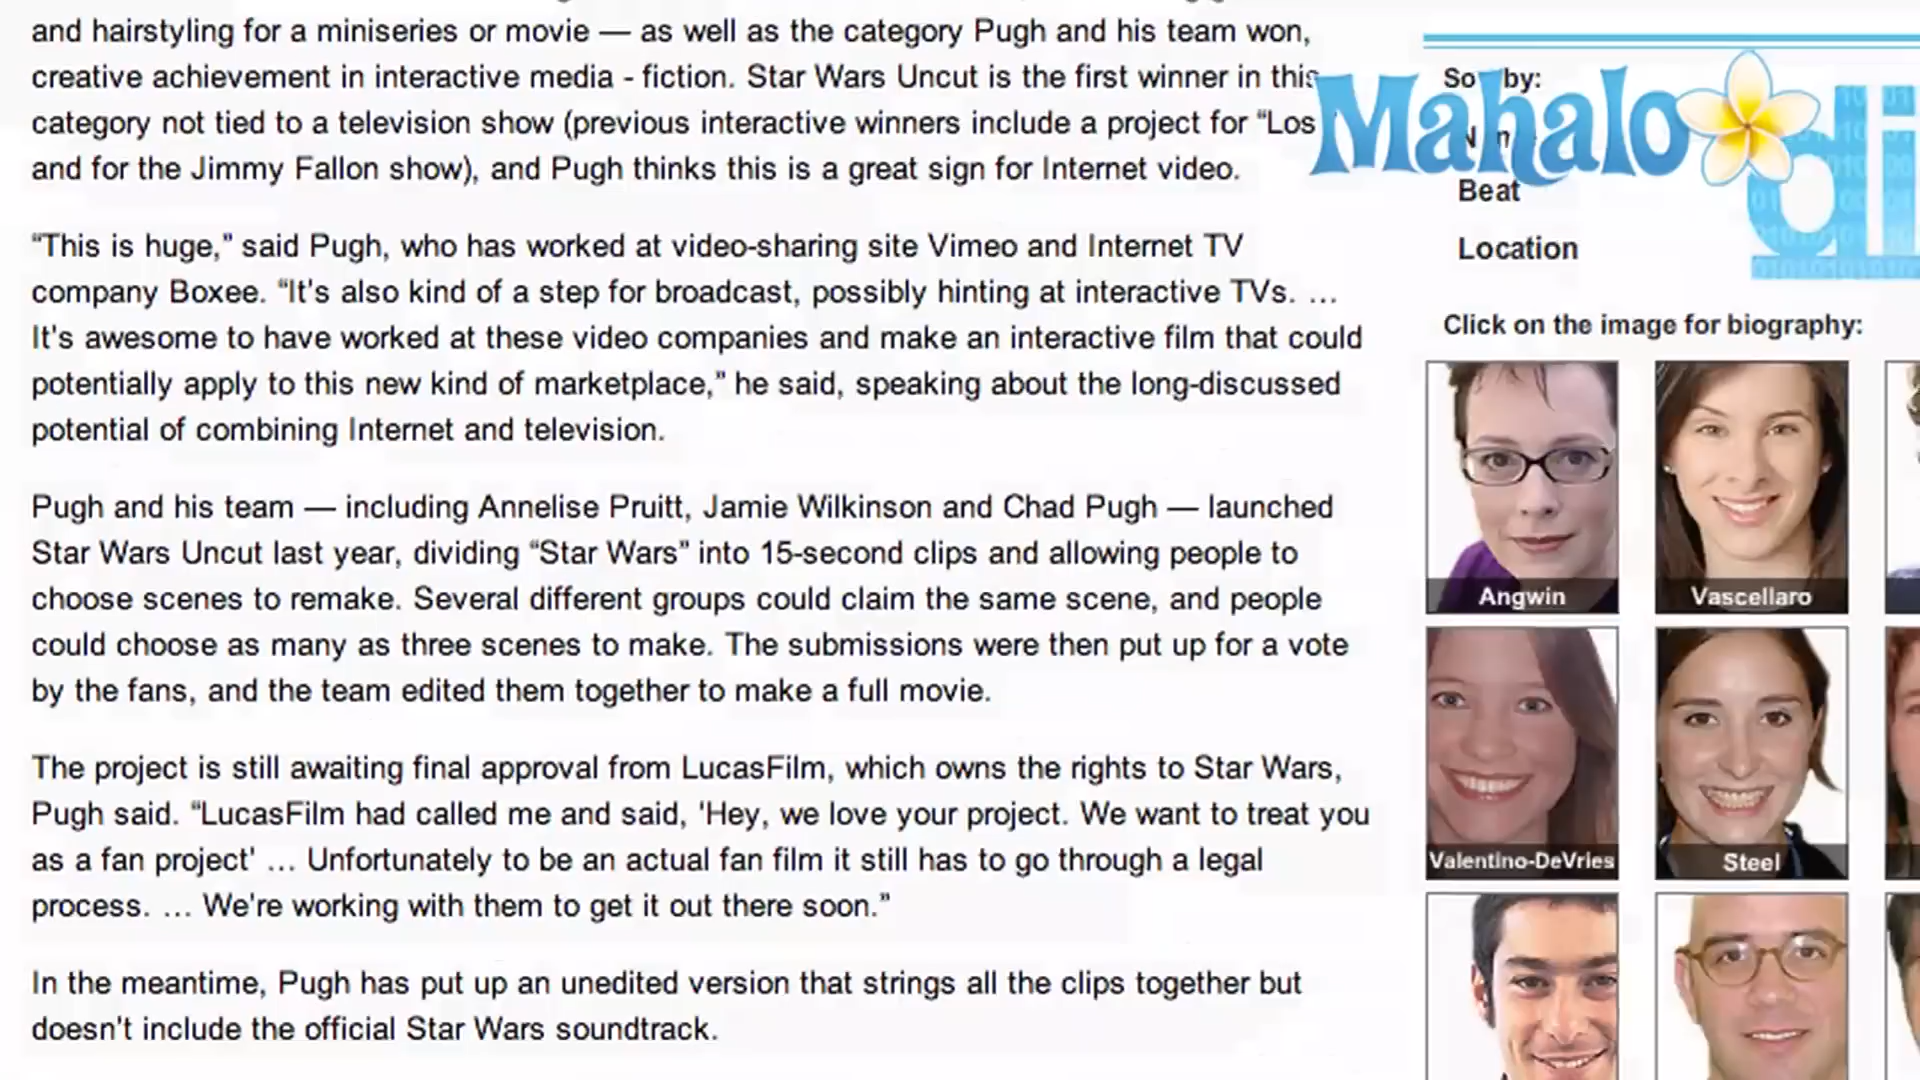 and hairstyling for a miniseries or movie — as well as the category Pugh and his team won,
creative achievement in interactive media - fiction. Star Wars Uncut is the first winner in this
category not tied to a television show (previous interactive winners include a project for “Los
and for the Jimmy Fallon show), and Pugh thinks this is a great sign for Internet video.
“This is huge,” said Pugh, who has worked at video-sharing site Vimeo and Internet TV
company Boxee. “It's also kind of a step for broadcast, possibly hinting at interactive TVs. …
It's awesome to have worked at these video companies and make an interactive film that could
potentially apply to this new kind of marketplace,” he said, speaking about the long-discussed
potential of combining Internet and television.
Pugh and his team — including Annelise Pruitt, Jamie Wilkinson and Chad Pugh — launched
Star Wars Uncut last year, dividing “Star Wars” into 15-second clips and allowing people to
choose scenes to remake. Several different groups could claim the same scene, and people
could choose as many as three scenes to make. The submissions were then put up for a vote
by the fans, and the team edited them together to make a full movie.
The project is still awaiting final approval from LucasFilm, which owns the rights to Star Wars,
Pugh said. “LucasFilm had called me and said, 'Hey, we love your project. We want to treat you
as a fan project' … Unfortunately to be an actual fan film it still has to go through a legal
process. … We're working with them to get it out there soon.”
In the meantime, Pugh has put up an unedited version that strings all the clips together but
doesn't include the official Star Wars soundtrack.
Mahalo
di
by:
Beat
Location
Click on the image for biography:
Angwin
Vascellaro
Valentino-DeVries
Steel